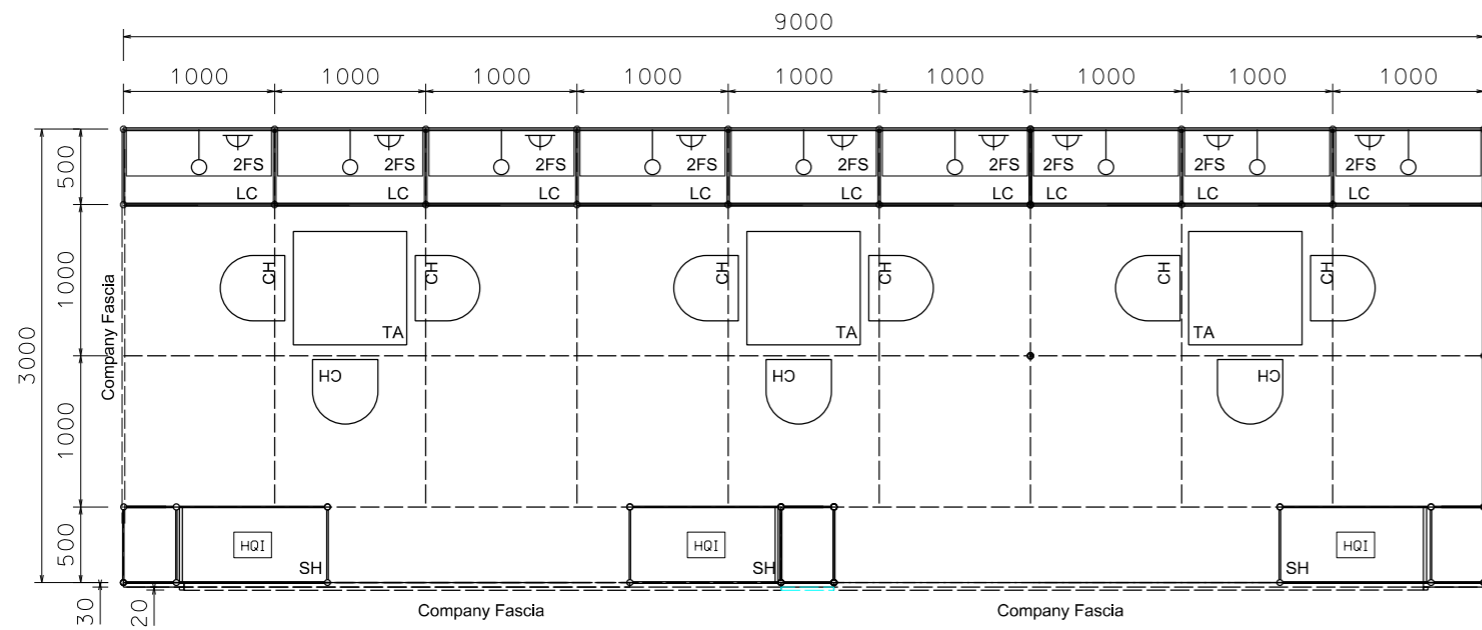 9000
1000 1000 1000 1000 1000 1000 1000 1000 1000
2FS 2FS 2FS 2FS 2FS 2FS 2FS 2FS 2FS
LC LC LC LC LC LC LC LC LC
500
1000
1000
500
3000
30
20
Company Fascia
CH CH CH CH CH CH
TA TA TA
CH CH CH
HQI HQI HQI
SH SH SH
Company Fascia Company Fascia